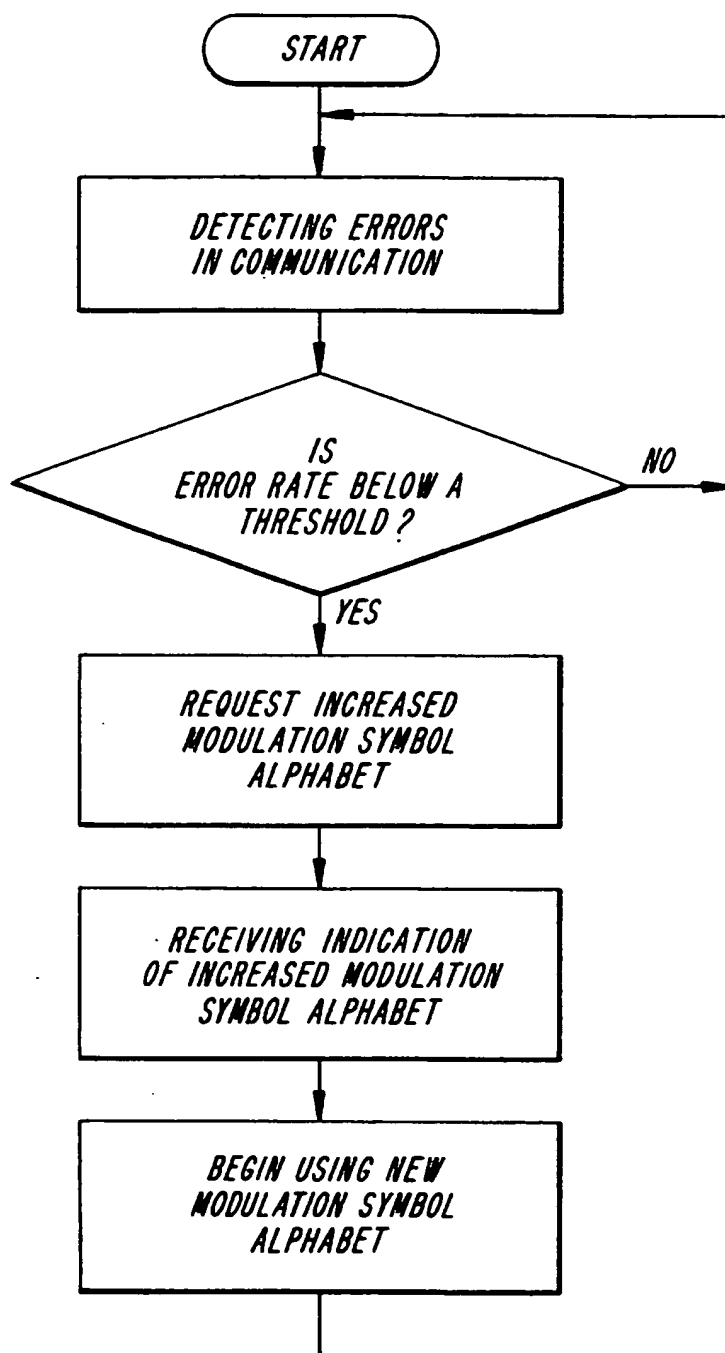 START
DETECTING ERRORS
IN COMMUNICATION
IS
ERROR RATE BELOW A
THRESHOLD?
NO
YES
REQUEST INCREASED
MODULATION SYMBOL
ALPHABET
RECEIVING INDICATION
OF INCREASED MODULATION
SYMBOL ALPHABET
BEGIN USING NEW
MODULATION SYMBOL
ALPHABET